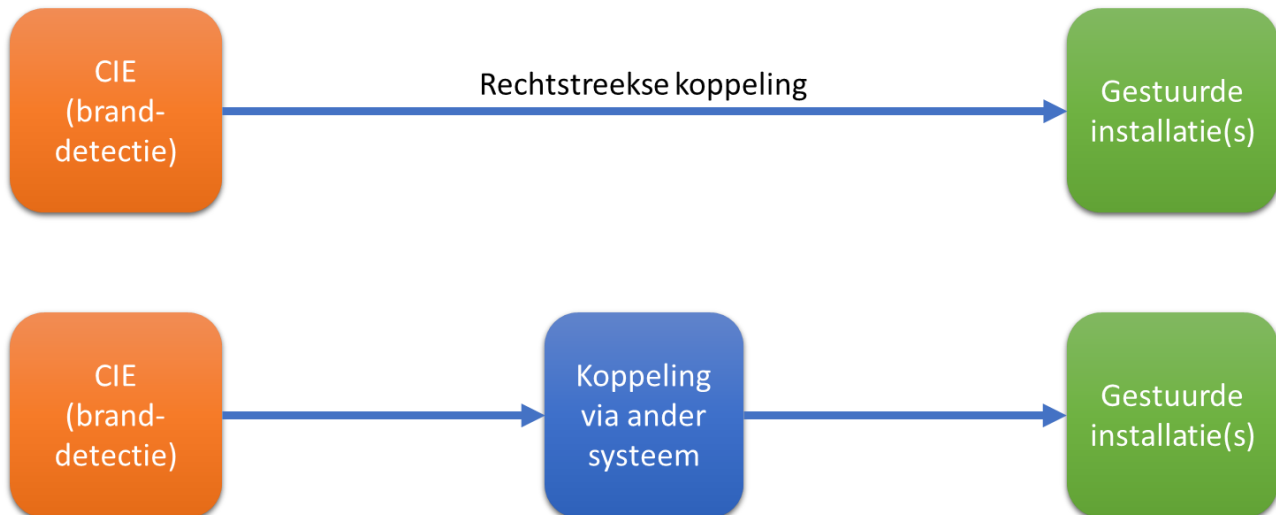 CIE
(brand-
detectie)
Rechtstreekse koppeling
Gestuurde
installatie(s)
CIE
(brand-
detectie)
Koppeling
via ander
systeem
Gestuurde
installatie(s)